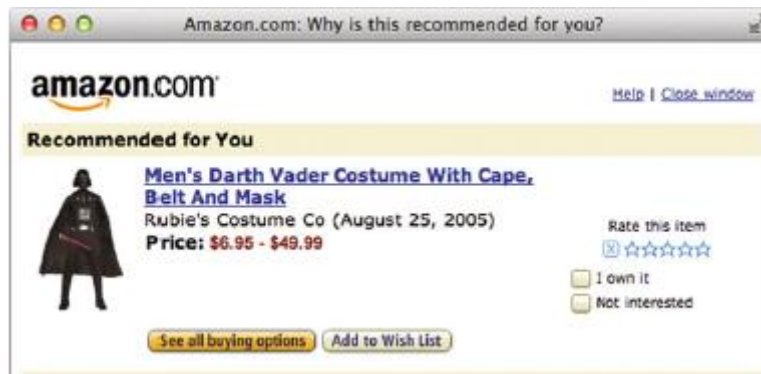 Amazon.com: Why is this recommended for you?
amazon.com
Help | Close window
Recommended for You
Men's Darth Vader Costume With Cape,
Belt And Mask
Rubie's Costume Co (August 25, 2005)
Price: $6.95 - $49.99
Rate this item
X
I own it
Not interested
See all buying options
Add to Wish List